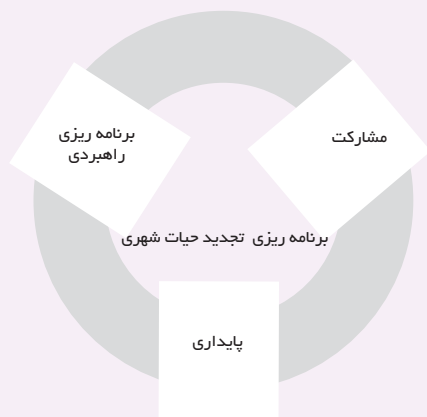 مشارکت
برنامه ریزی
راهبردی
برنامه ریزی تجدید حیات شهری
پایداری